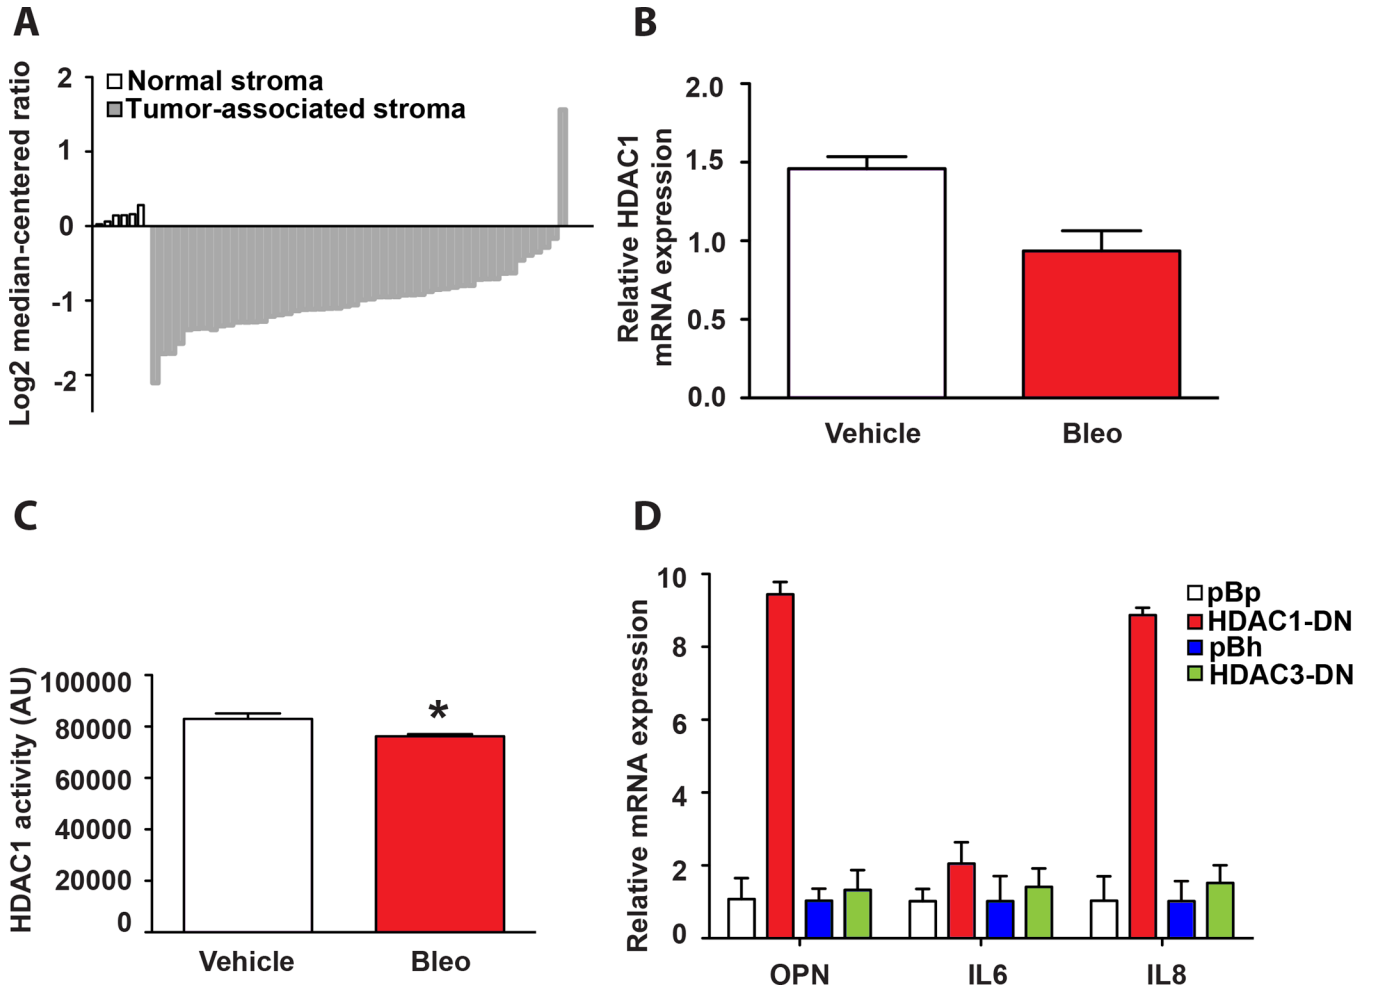 A
Log2 median-centered ratio
2
1
0
-1
-2
Normal stroma
Tumor-associated stroma
B
Relative HDAC1
mRNA expression
2.0
1.5
1.0
0.5
0.0
Vehicle Bleo
C
HDAC1 activity (AU)
100000
80000
60000
40000
20000
0
*
Vehicle Bleo
D
Relative mRNA expression
10
8
6
4
2
0
pBp
HDAC1-DN
pBh
HDAC3-DN
OPN IL6 IL8